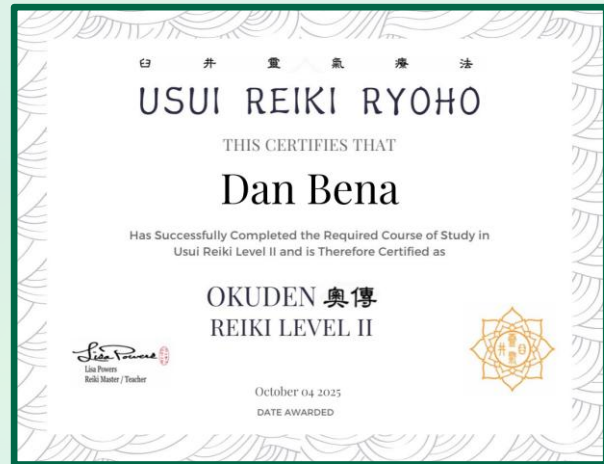 臼井靈氣療法
USUI REIKI RYOHO
THIS CERTIFIES THAT
Dan Bena
Has Successfully Completed the Required Course of Study in
Usui Reiki Level II and is Therefore Certified as
OKUDEN 奥傳
REIKI LEVEL II
Lisa Powers
Lisa Powers
Reiki Master / Teacher
October 04 2025
DATE AWARDED